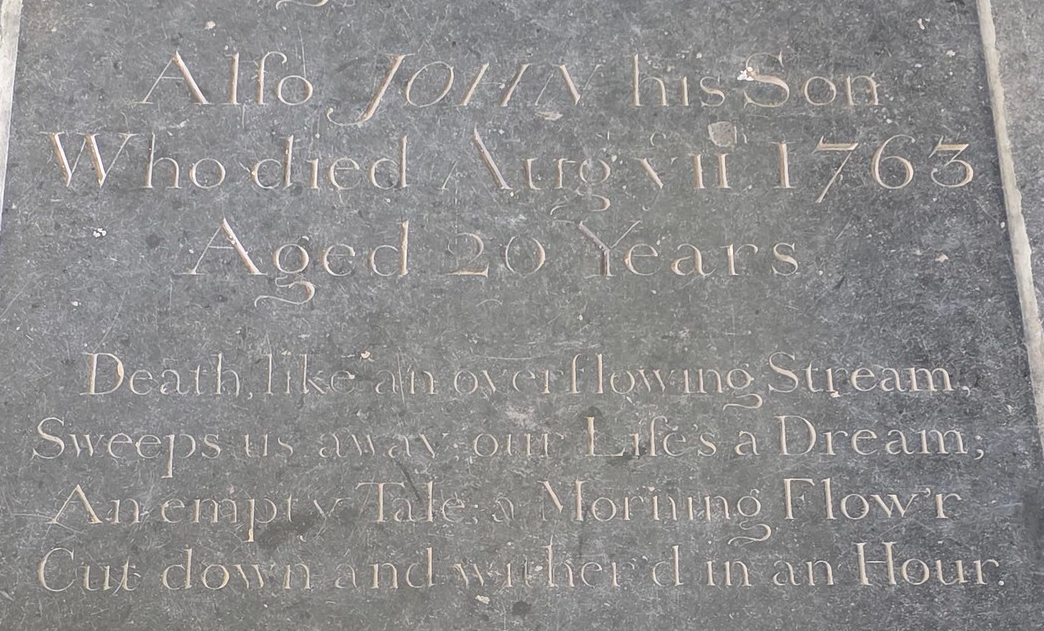 Alſo JOHN his Son
Who died Aug vii. 1763
Aged 20 Years
Death, like an overflowing Stream,
Sweeps us away; our Life's a Dream;
An empty Tale; a Morning Flow'r
Cut down and wither'd in an Hour.